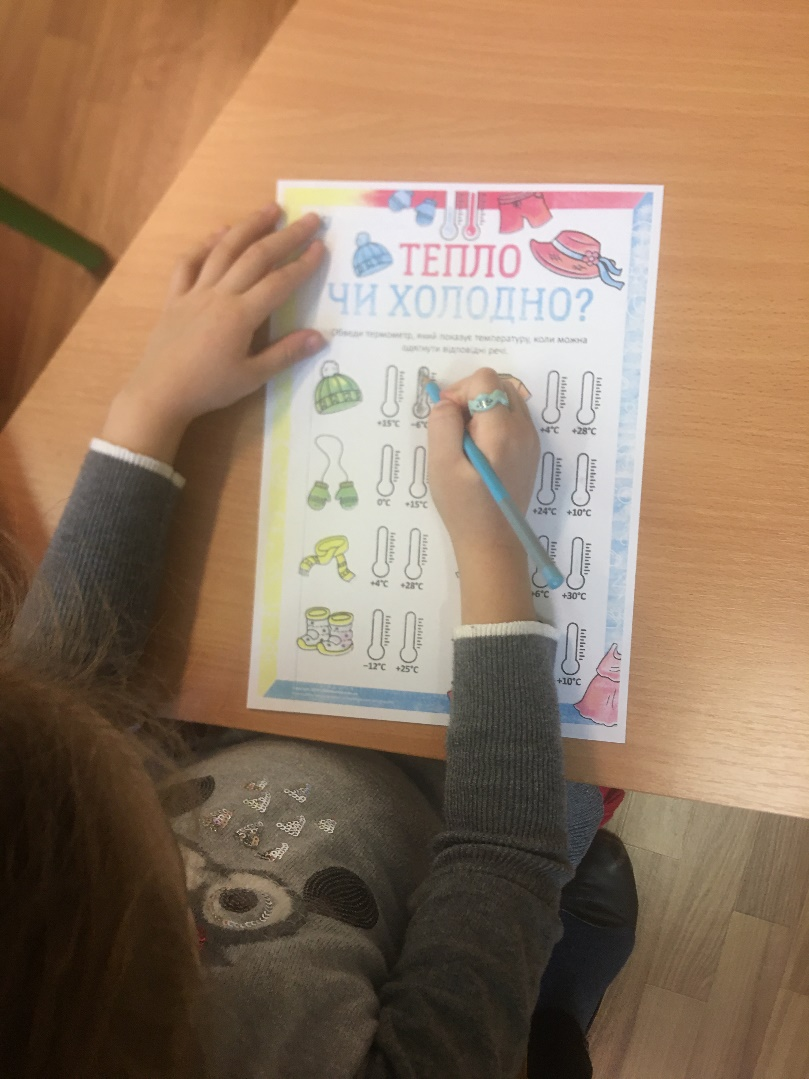 ТЕПЛО
ЧИ ХОЛОДНО?
Обведи термометр, який показує температуру, коли можна
одягнути відповідні речі.
+15°C −6°C +4°C +28°C
0°C +15°C +24°C +10°C
+4°C +28°C +6°C +30°C
−12°C +25°C +10°C